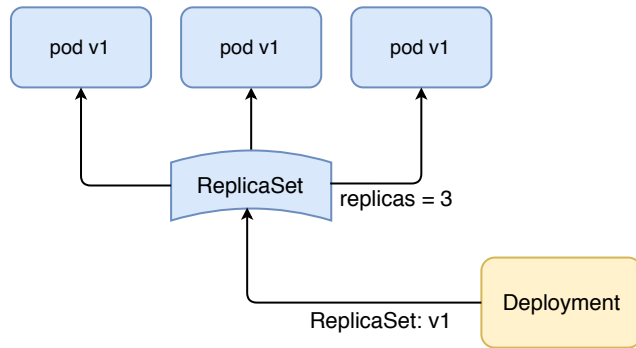 pod v1
pod v1
pod v1
ReplicaSet
replicas = 3
Deployment
ReplicaSet: v1